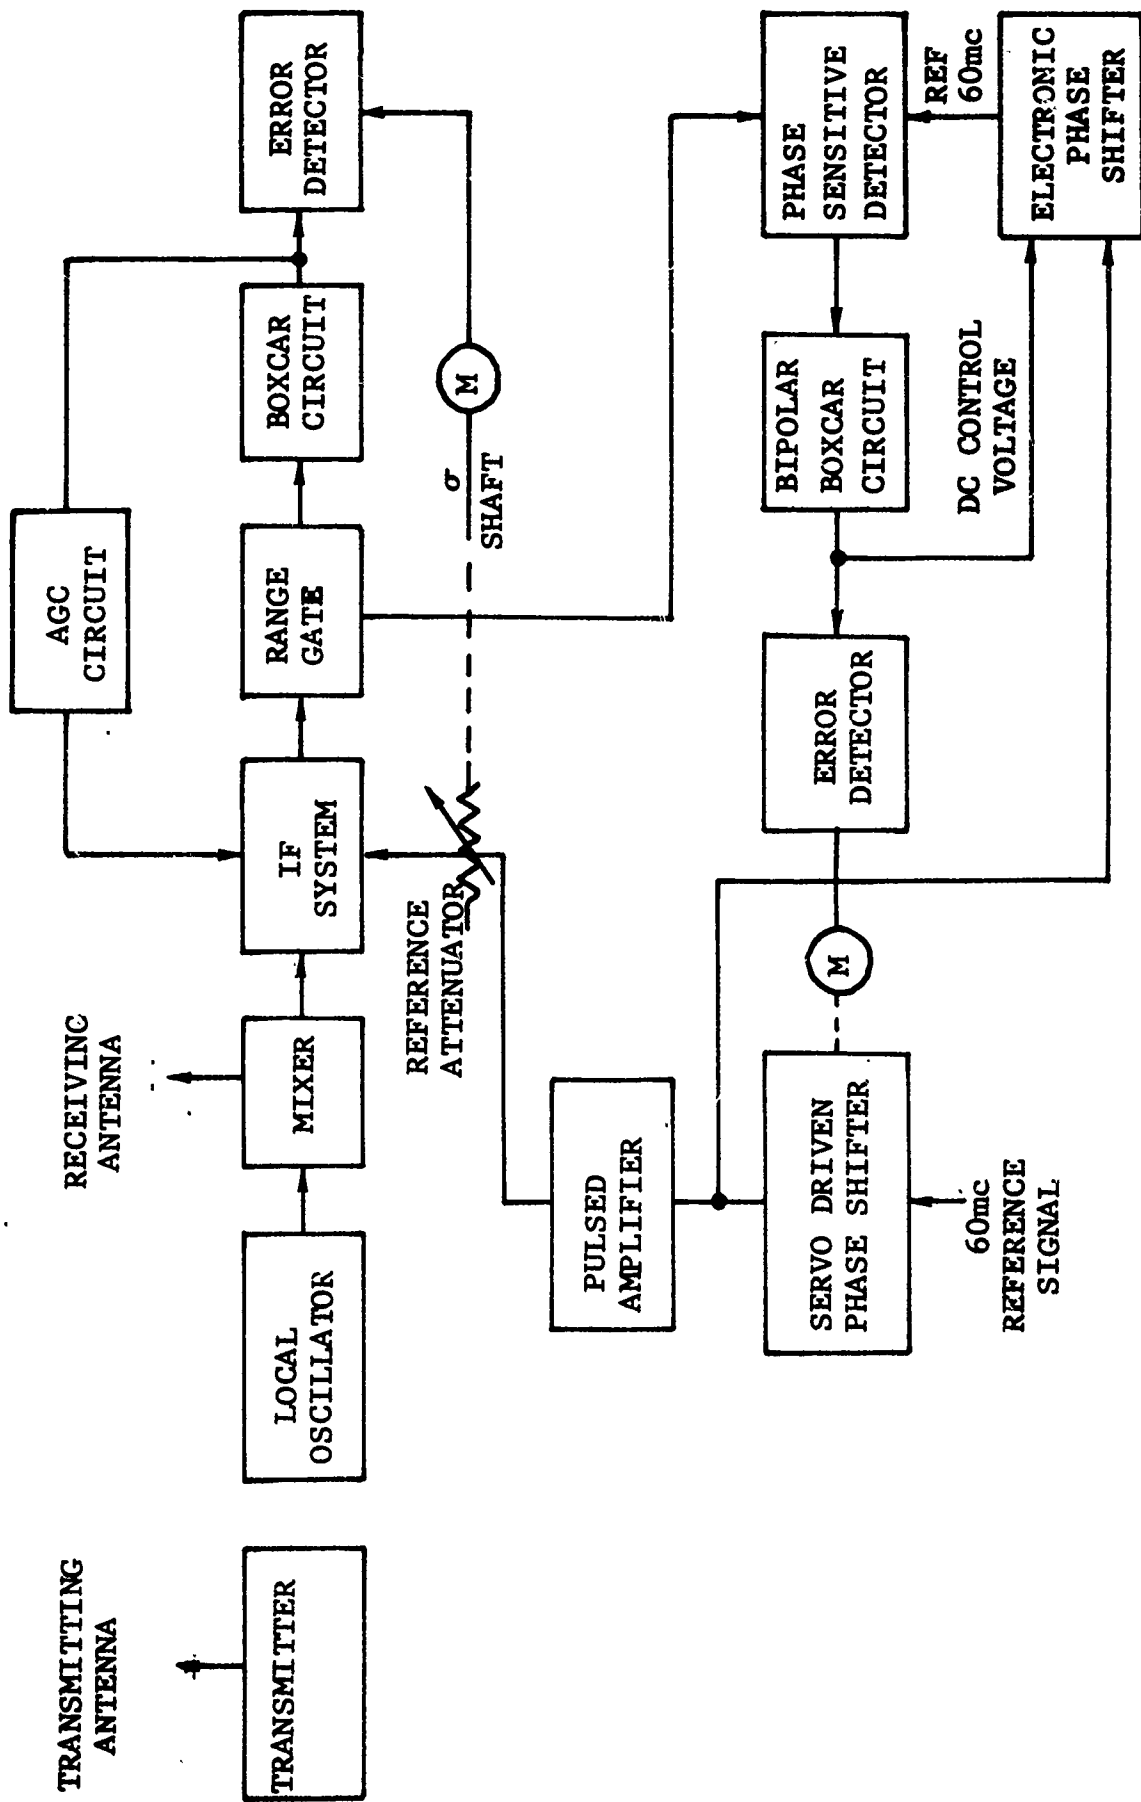 TRANSMITTING
ANTENNA
TRANSMITTER
RECEIVING
ANTENNA
LOCAL
OSCILLATOR
MIXER
IF
SYSTEM
AGC
CIRCUIT
RANGE
GATE
BOXCAR
CIRCUIT
ERROR
DETECTOR
REFERENCE
ATTENUATOR
σ
SHAFT
M
PULSED
AMPLIFIER
SERVO DRIVEN
PHASE SHIFTER
60mc
REFERENCE
SIGNAL
M
ERROR
DETECTOR
BIPOLAR
BOXCAR
CIRCUIT
DC CONTROL
VOLTAGE
PHASE
SENSITIVE
DETECTOR
REF
60mc
ELECTRONIC
PHASE
SHIFTER